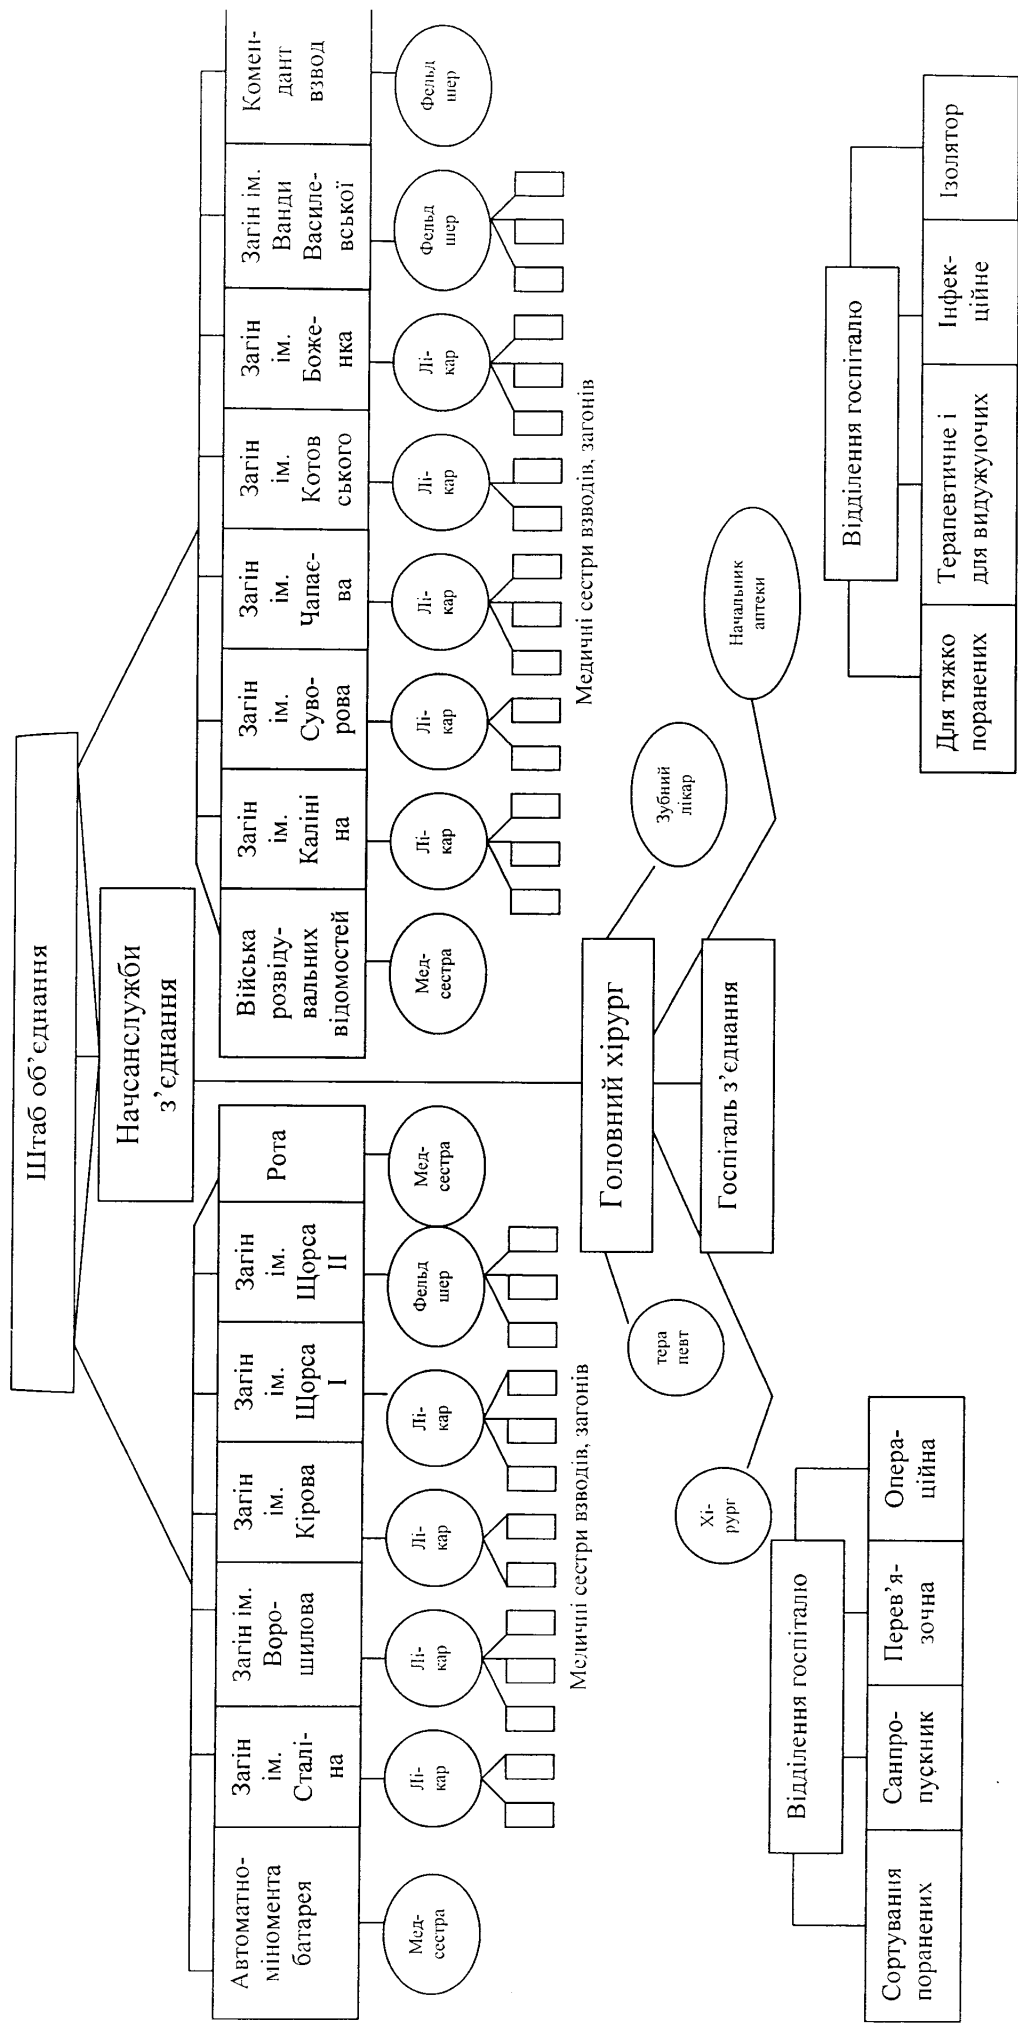 Штаб об’єднання
Начсанслужби
з’єднання
Автоматно-
міномента
батарея
Загін
ім.
Сталі-
на
Загін ім.
Воро-
шилова
Загін
ім.
Кірова
Загін
ім.
Щорса
I
Загін
ім.
Щорса
II
Рота
Війська
розвіду-
вальних
відомостей
Загін
ім.
Каліні
на
Загін
ім.
Суво-
рова
Загін
ім.
Чапає-
ва
Загін
ім.
Котов
ського
Загін
ім.
Боже-
нка
Загін ім.
Ванди
Василе-
вської
Комен-
дант
взвод
Мед-
сестра
Лі-
кар
Лі-
кар
Лі-
кар
Лі-
кар
Фельд
шер
Мед-
сестра
Мед-
сестра
Лі-
кар
Лі-
кар
Лі-
кар
Лі-
кар
Лі-
кар
Фельд
шер
Фельд
шер
Медичні сестри взводів, загонів
Медичні сестри взводів, загонів
Головний хірург
тера
певт
Зубний
лікар
Хі-
рург
Госпіталь з’єднання
Начальник
аптеки
Відділення госпіталю
Сортування
поранених
Санпро-
пускник
Перев’я-
зочна
Опера-
ційна
Відділення госпіталю
Для тяжко
поранених
Терапевтичне і
для видужуючих
Інфек-
ційне
Ізолятор